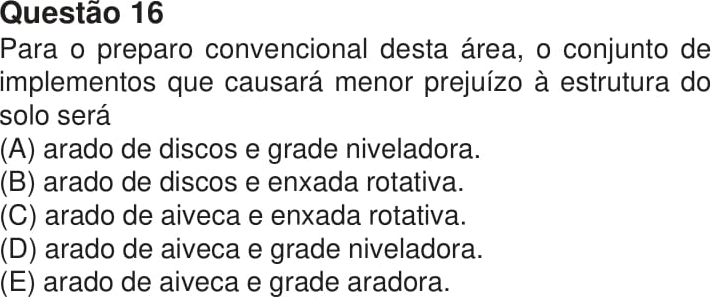 Questão 16
Para o preparo convencional desta área, o conjunto de
implementos que causará menor prejuízo à estrutura do
solo será
(A) arado de discos e grade niveladora.
(B) arado de discos e enxada rotativa.
(C) arado de aiveca e enxada rotativa.
(D) arado de aiveca e grade niveladora.
(E) arado de aiveca e grade aradora.